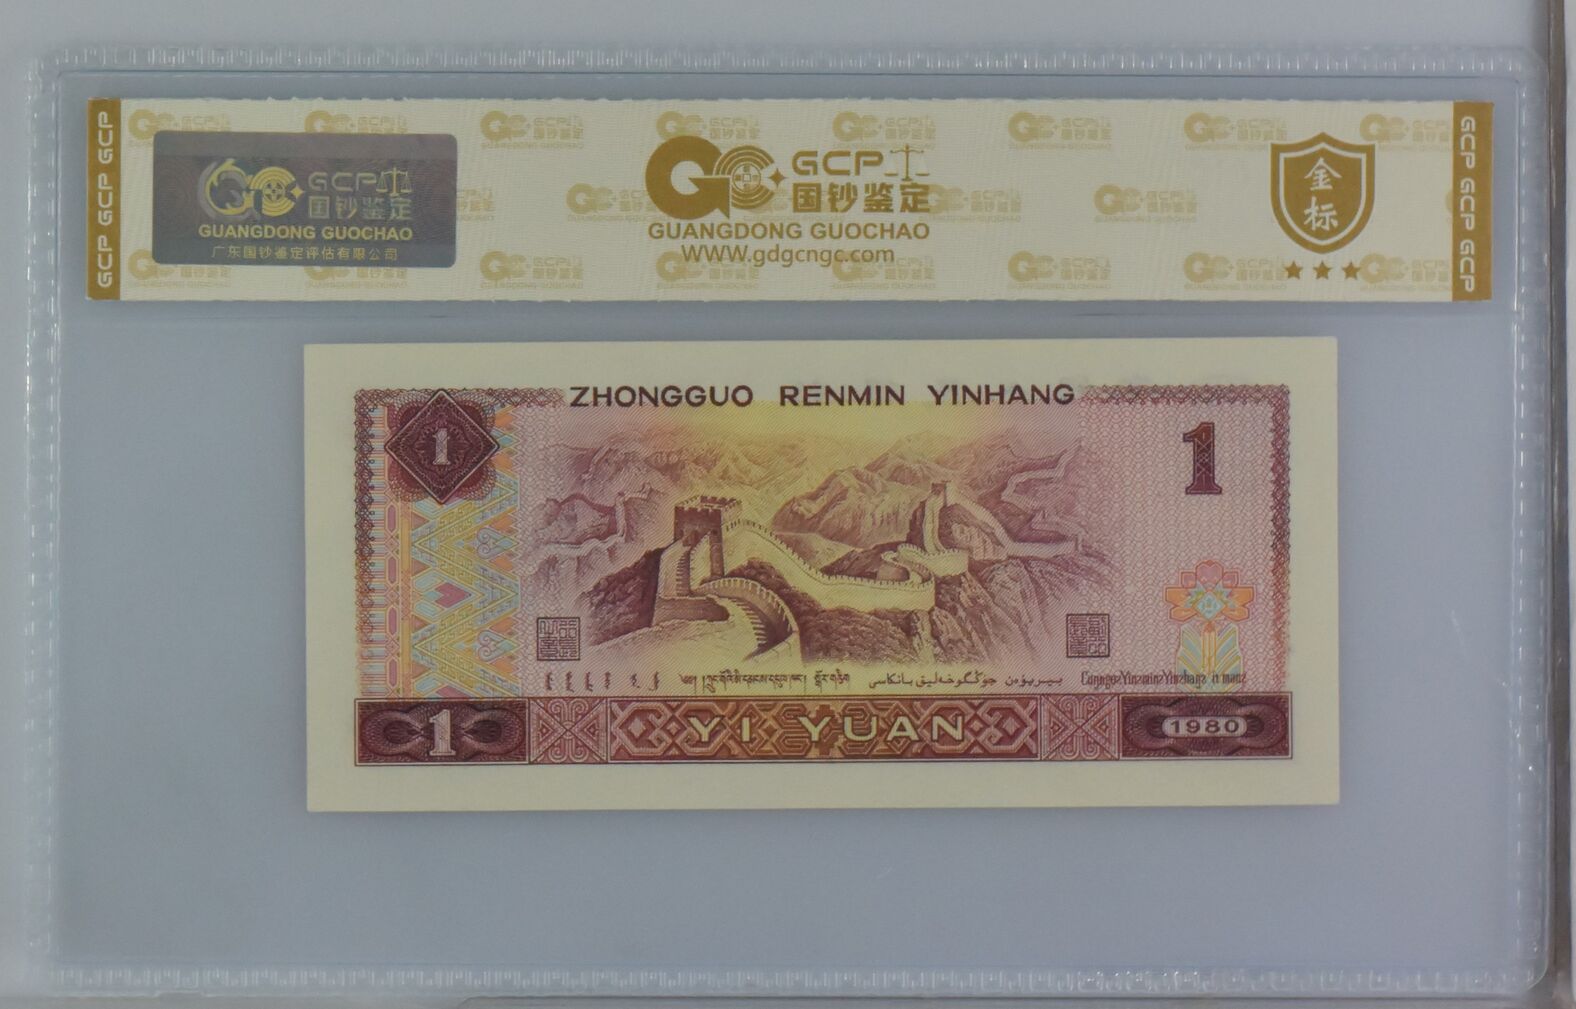 GCP GCP GCP
GCP
国钞鉴定
GUANGDONG GUOCHAO
广东国钞鉴定评估有限公司
GCP
国钞鉴定
GUANGDONG GUOCHAO
WWW.gdgcngc.com
金标
GCP GCP GCP
ZHONGGUO RENMIN YINHANG
1
1
1
YI YUAN
1980